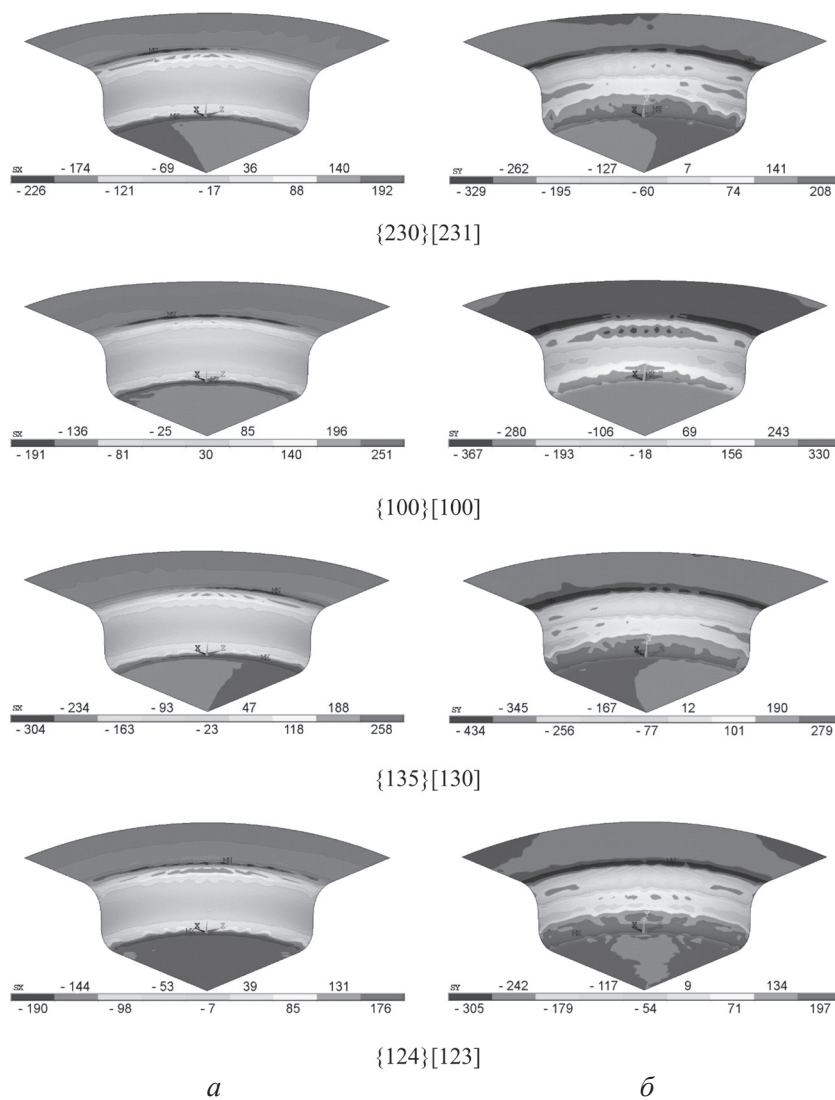 SX - 174 - 69 36 140
- 226 - 121 - 17 88 192
SY - 262 - 127 7 141
- 329 - 195 - 60 74 208
{230}[231]
SX - 136 - 25 85 196
- 191 - 81 30 140 251
SY - 280 -106 69 243
- 367 - 193 - 18 156 330
{100}[100]
SX - 234 - 93 47 188
- 304 - 163 - 23 118 258
SY - 345 - 167 12 190
- 434 - 256 - 77 101 279
{135}[130]
SX - 144 - 53 39 131
- 190 - 98 - 7 85 176
SY - 242 - 117 9 134
- 305 - 179 - 54 71 197
{124}[123]
а б